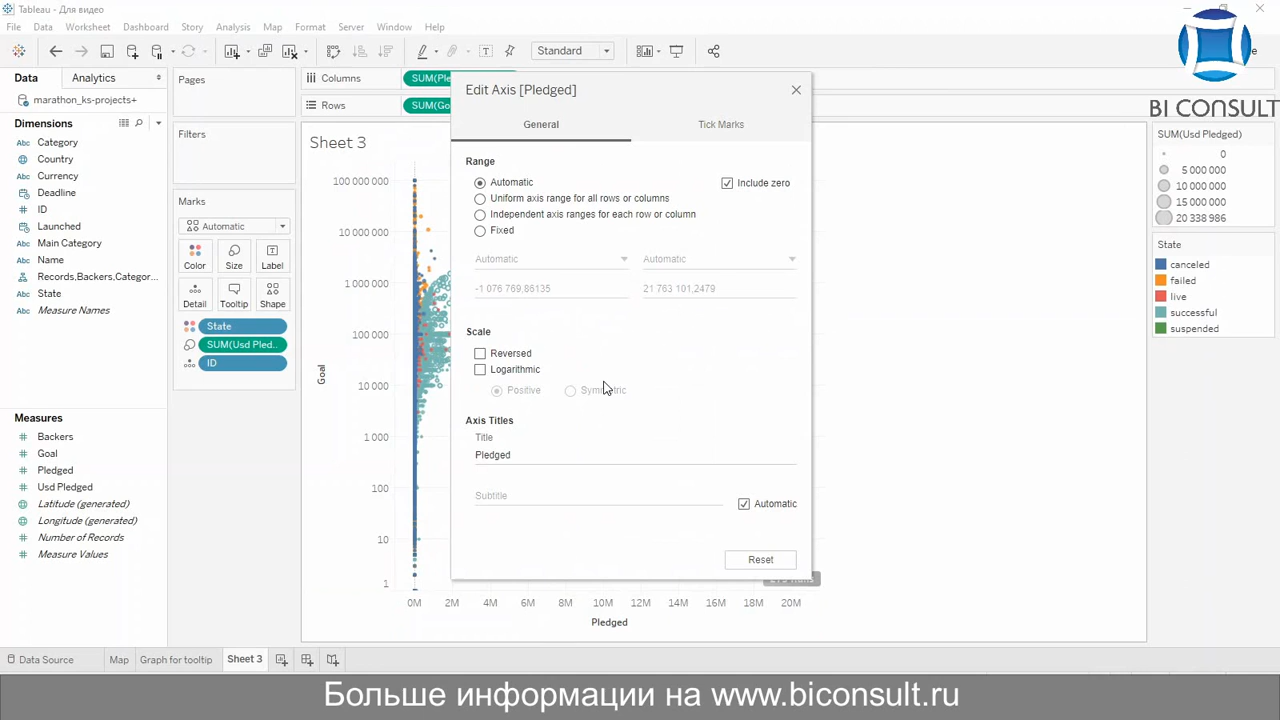 Tableau - Для видео
File Data Worksheet Dashboard Story Analysis Map Format Server Window Help
Standard
BI CONSULT
Data Analytics
marathon_ks-projects+
Dimensions
Abc Category
Country
Abc Currency
Deadline
ID
Launched
Abc Main Category
Abc Name
Records,Backers,Categor...
Abc State
Abc Measure Names
Measures
Backers
Goal
Pledged
Usd Pledged
Latitude (generated)
Longitude (generated)
Number of Records
Measure Values
Pages
Filters
Marks
Automatic
Color Size Label
Detail Tooltip Shape
State
SUM(Usd Pled..
ID
Columns
Rows
Sheet 3
100 000 000
10 000 000
1 000 000
100 000
10 000
1 000
100
10
1
Goal
0M 2M 4M 6M 8M 10M 12M 14M 16M 18M 20M
Pledged
Edit Axis [Pledged]
General Tick Marks
Range
Automatic
Include zero
Uniform axis range for all rows or columns
Independent axis ranges for each row or column
Fixed
Automatic Automatic
-1 076 769,86135 21 763 101,2479
Scale
Reversed
Logarithmic
Positive Symmetric
Axis Titles
Title
Pledged
Subtitle
Automatic
Reset
SUM(Usd Pledged)
0
5 000 000
10 000 000
15 000 000
20 338 986
State
canceled
failed
live
successful
suspended
Data Source Map Graph for tooltip Sheet 3
Больше информации на www.biconsult.ru